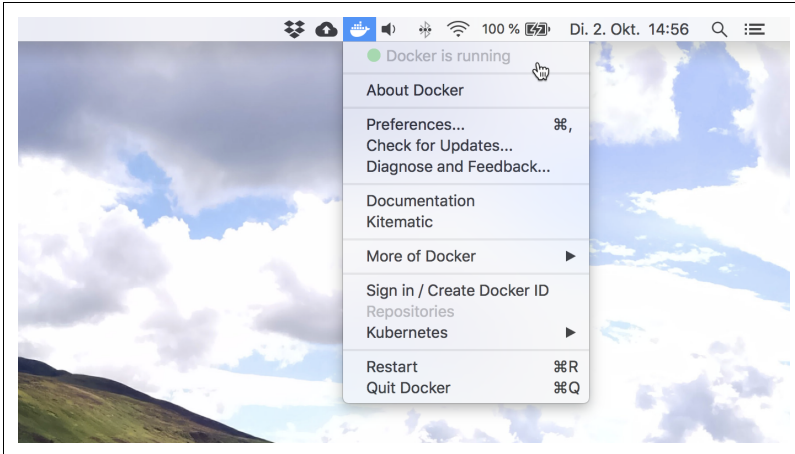 100 % Di. 2. Okt. 14:56
Docker is running
About Docker
Preferences... ⌘,
Check for Updates...
Diagnose and Feedback...
Documentation
Kitematic
More of Docker ▶
Sign in / Create Docker ID
Repositories
Kubernetes ▶
Restart ⌘R
Quit Docker ⌘Q